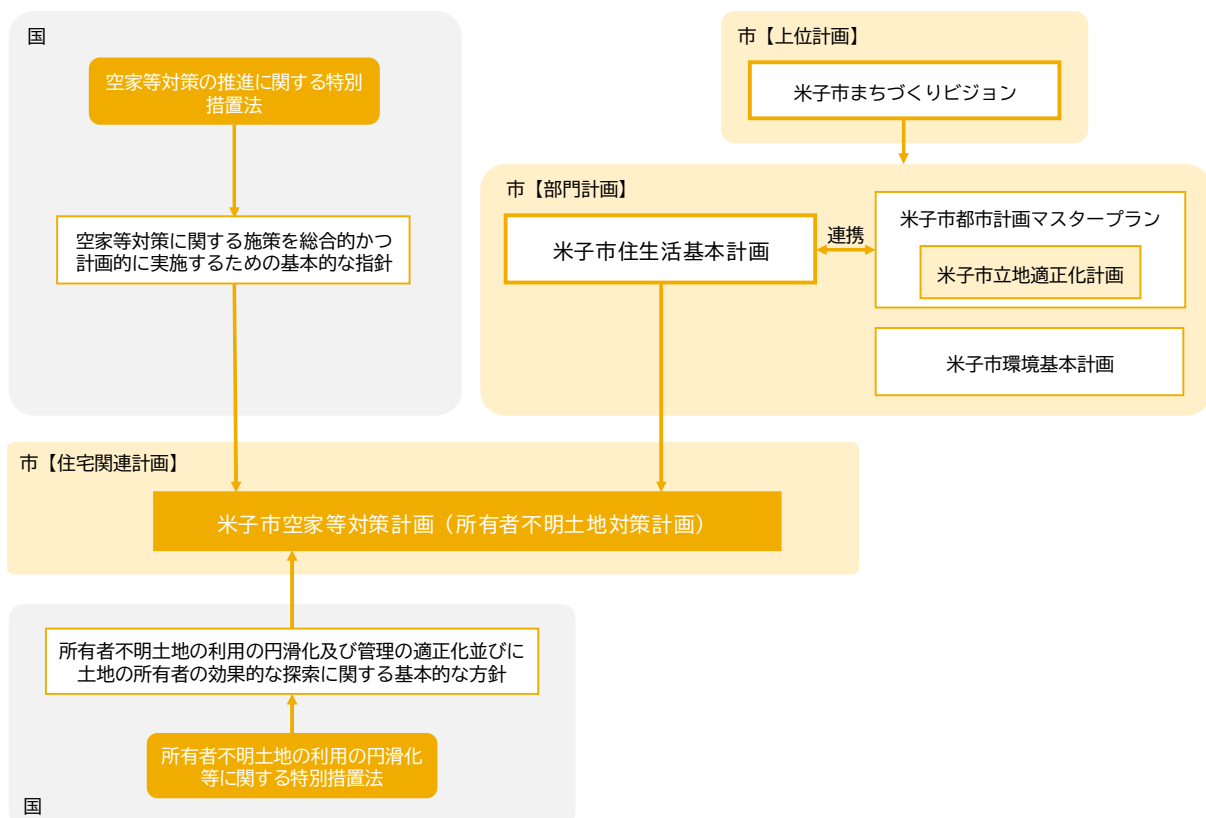 国
空家等対策の推進に関する特別
措置法
空家等対策に関する施策を総合的かつ
計画的に実施するための基本的な指針
市【上位計画】
米子市まちづくりビジョン
市【部門計画】
米子市住生活基本計画
連携
米子市都市計画マスタープラン
米子市立地適正化計画
米子市環境基本計画
市【住宅関連計画】
米子市空家等対策計画（所有者不明土地対策計画）
所有者不明土地の利用の円滑化及び管理の適正化並びに
土地の所有者の効果的な探索に関する基本的な方針
所有者不明土地の利用の円滑化
等に関する特別措置法
国